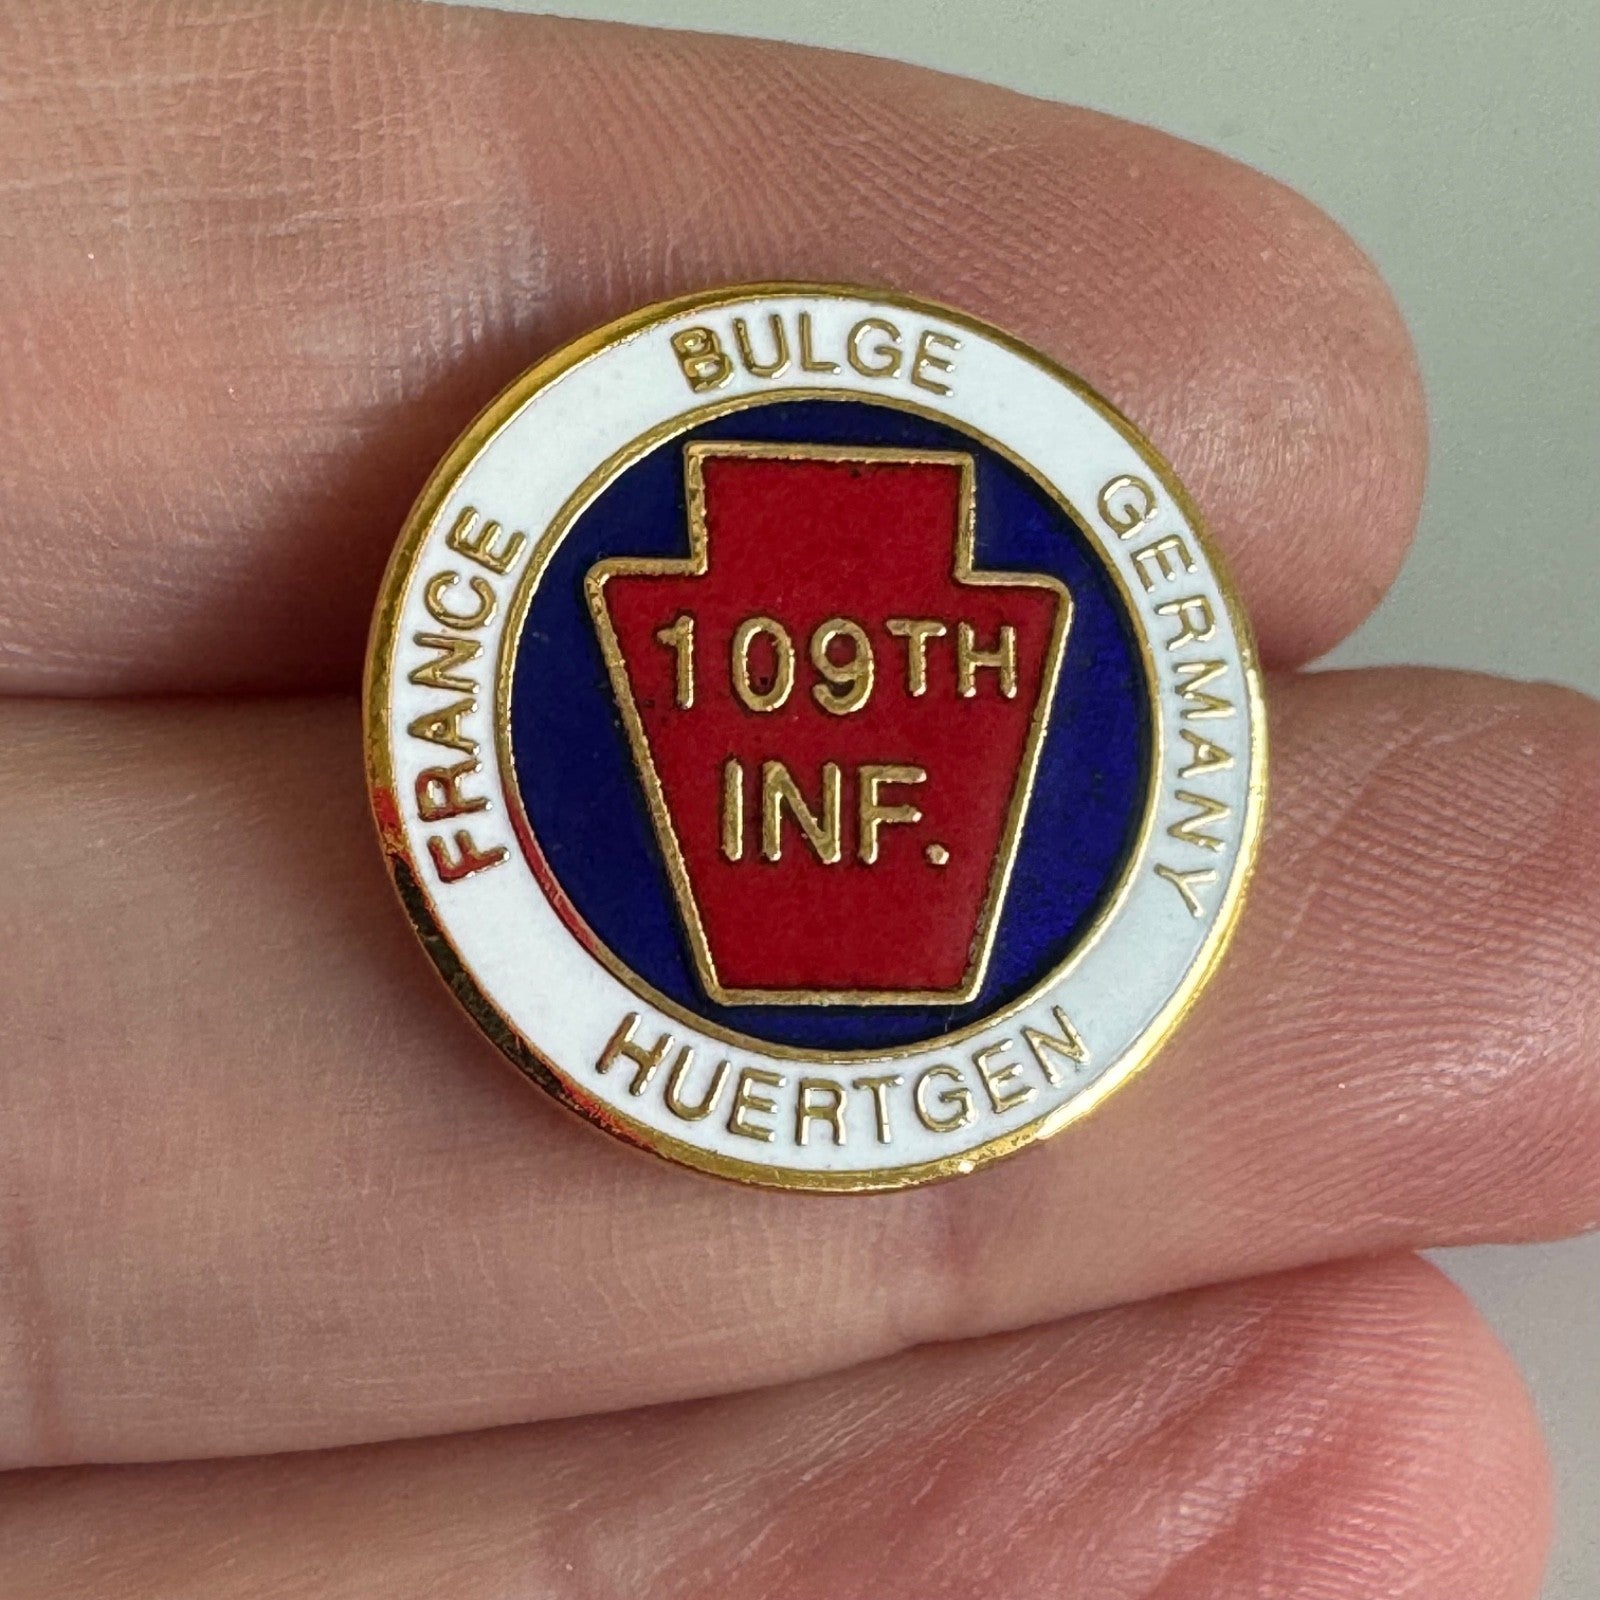 BULGE
FRANCE
GERMANY
109TH
INF.
HUERTGEN